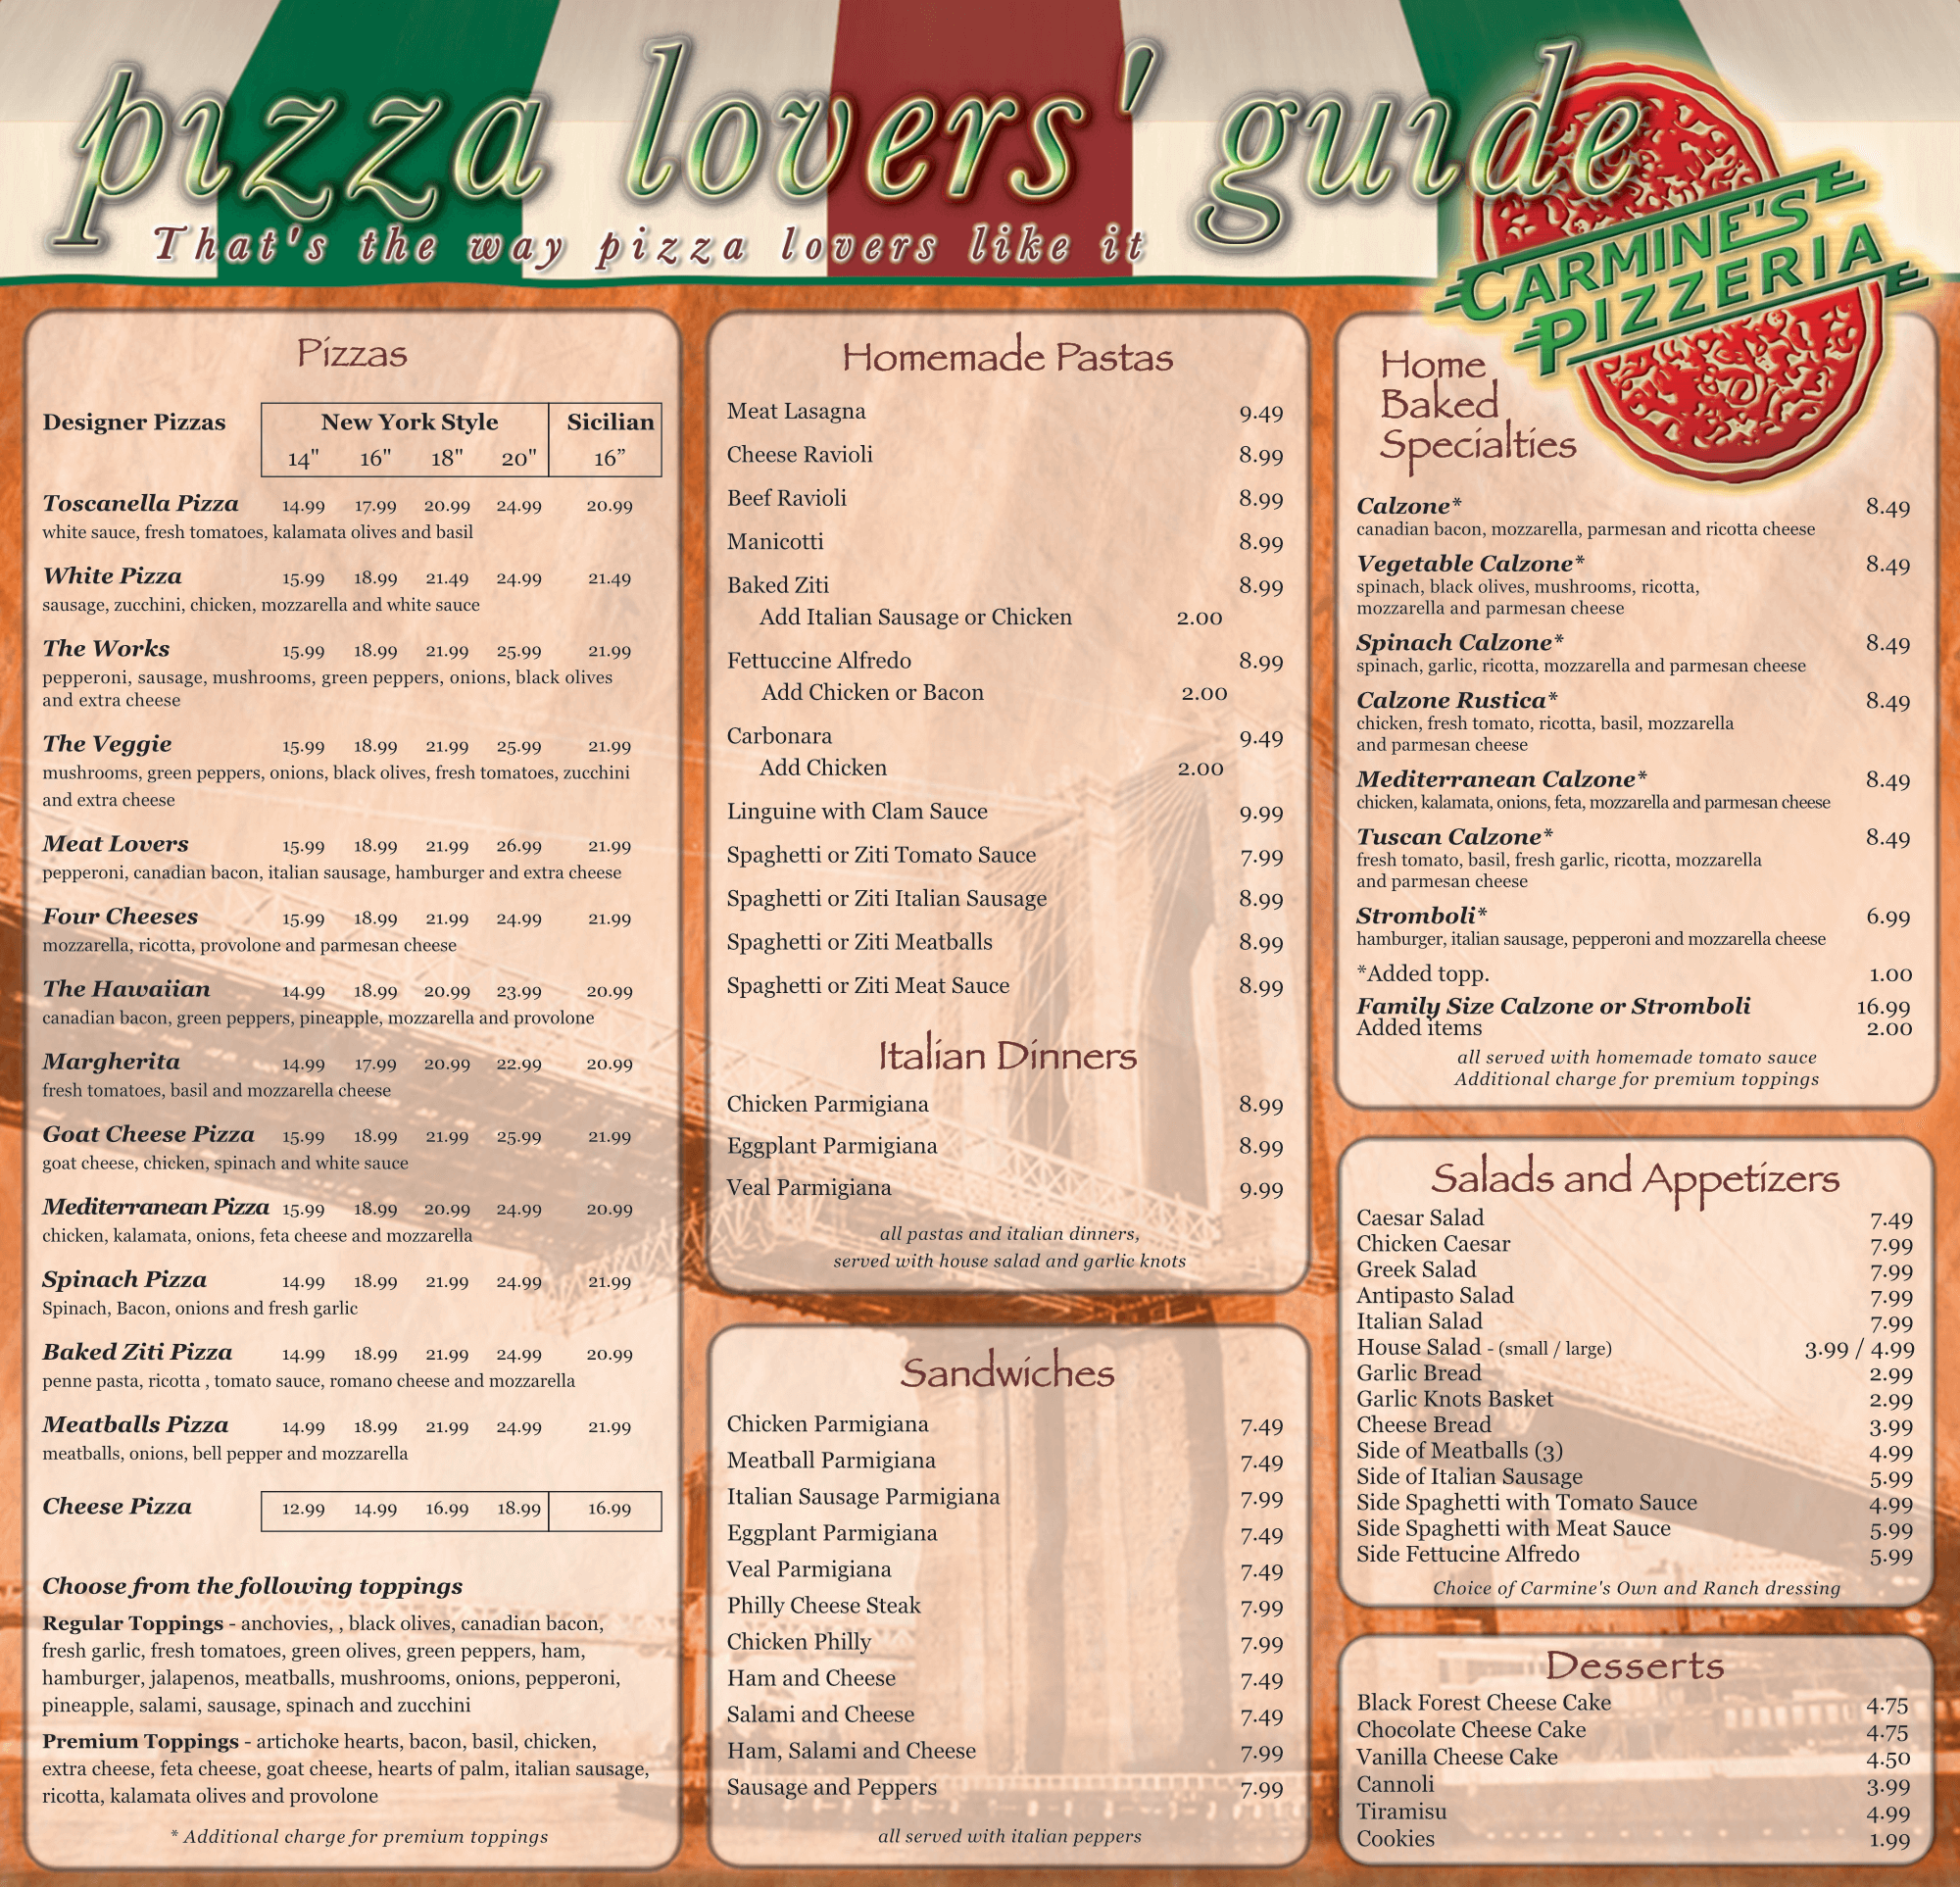 pizza lovers' guide
That's the way pizza lovers like it
CARMINE'S
PIZZERIA
Pizzas
Designer Pizzas New York Style Sicilian
14" 16" 18" 20" 16”
Toscanella Pizza 14.99 17.99 20.99 24.99 20.99
white sauce, fresh tomatoes, kalamata olives and basil
White Pizza 15.99 18.99 21.49 24.99 21.49
sausage, zucchini, chicken, mozzarella and white sauce
The Works 15.99 18.99 21.99 25.99 21.99
pepperoni, sausage, mushrooms, green peppers, onions, black olives
and extra cheese
The Veggie 15.99 18.99 21.99 25.99 21.99
mushrooms, green peppers, onions, black olives, fresh tomatoes, zucchini
and extra cheese
Meat Lovers 15.99 18.99 21.99 26.99 21.99
pepperoni, canadian bacon, italian sausage, hamburger and extra cheese
Four Cheeses 15.99 18.99 21.99 24.99 21.99
mozzarella, ricotta, provolone and parmesan cheese
The Hawaiian 14.99 18.99 20.99 23.99 20.99
canadian bacon, green peppers, pineapple, mozzarella and provolone
Margherita 14.99 17.99 20.99 22.99 20.99
fresh tomatoes, basil and mozzarella cheese
Goat Cheese Pizza 15.99 18.99 21.99 25.99 21.99
goat cheese, chicken, spinach and white sauce
Mediterranean Pizza 15.99 18.99 20.99 24.99 20.99
chicken, kalamata, onions, feta cheese and mozzarella
Spinach Pizza 14.99 18.99 21.99 24.99 21.99
Spinach, Bacon, onions and fresh garlic
Baked Ziti Pizza 14.99 18.99 21.99 24.99 20.99
penne pasta, ricotta , tomato sauce, romano cheese and mozzarella
Meatballs Pizza 14.99 18.99 21.99 24.99 21.99
meatballs, onions, bell pepper and mozzarella
Cheese Pizza 12.99 14.99 16.99 18.99 16.99
Choose from the following toppings
Regular Toppings - anchovies, , black olives, canadian bacon,
fresh garlic, fresh tomatoes, green olives, green peppers, ham,
hamburger, jalapenos, meatballs, mushrooms, onions, pepperoni,
pineapple, salami, sausage, spinach and zucchini
Premium Toppings - artichoke hearts, bacon, basil, chicken,
extra cheese, feta cheese, goat cheese, hearts of palm, italian sausage,
ricotta, kalamata olives and provolone
* Additional charge for premium toppings
Homemade Pastas
Meat Lasagna 9.49
Cheese Ravioli 8.99
Beef Ravioli 8.99
Manicotti 8.99
Baked Ziti 8.99
Add Italian Sausage or Chicken 2.00
Fettuccine Alfredo 8.99
Add Chicken or Bacon 2.00
Carbonara 9.49
Add Chicken 2.00
Linguine with Clam Sauce 9.99
Spaghetti or Ziti Tomato Sauce 7.99
Spaghetti or Ziti Italian Sausage 8.99
Spaghetti or Ziti Meatballs 8.99
Spaghetti or Ziti Meat Sauce 8.99
Italian Dinners
Chicken Parmigiana 8.99
Eggplant Parmigiana 8.99
Veal Parmigiana 9.99
all pastas and italian dinners,
served with house salad and garlic knots
Sandwiches
Chicken Parmigiana 7.49
Meatball Parmigiana 7.49
Italian Sausage Parmigiana 7.99
Eggplant Parmigiana 7.49
Veal Parmigiana 7.49
Philly Cheese Steak 7.99
Chicken Philly 7.99
Ham and Cheese 7.49
Salami and Cheese 7.49
Ham, Salami and Cheese 7.99
Sausage and Peppers 7.99
all served with italian peppers
Home
Baked
Specialties
Calzone* 8.49
canadian bacon, mozzarella, parmesan and ricotta cheese
Vegetable Calzone* 8.49
spinach, black olives, mushrooms, ricotta,
mozzarella and parmesan cheese
Spinach Calzone* 8.49
spinach, garlic, ricotta, mozzarella and parmesan cheese
Calzone Rustica* 8.49
chicken, fresh tomato, ricotta, basil, mozzarella
and parmesan cheese
Mediterranean Calzone* 8.49
chicken, kalamata, onions, feta, mozzarella and parmesan cheese
Tuscan Calzone* 8.49
fresh tomato, basil, fresh garlic, ricotta, mozzarella
and parmesan cheese
Stromboli* 6.99
hamburger, italian sausage, pepperoni and mozzarella cheese
*Added topp. 1.00
Family Size Calzone or Stromboli 16.99
Added items 2.00
all served with homemade tomato sauce
Additional charge for premium toppings
Salads and Appetizers
Caesar Salad 7.49
Chicken Caesar 7.99
Greek Salad 7.99
Antipasto Salad 7.99
Italian Salad 7.99
House Salad - (small / large) 3.99 / 4.99
Garlic Bread 2.99
Garlic Knots Basket 2.99
Cheese Bread 3.99
Side of Meatballs (3) 4.99
Side of Italian Sausage 5.99
Side Spaghetti with Tomato Sauce 4.99
Side Spaghetti with Meat Sauce 5.99
Side Fettucine Alfredo 5.99
Choice of Carmine's Own and Ranch dressing
Desserts
Black Forest Cheese Cake 4.75
Chocolate Cheese Cake 4.75
Vanilla Cheese Cake 4.50
Cannoli 3.99
Tiramisu 4.99
Cookies 1.99